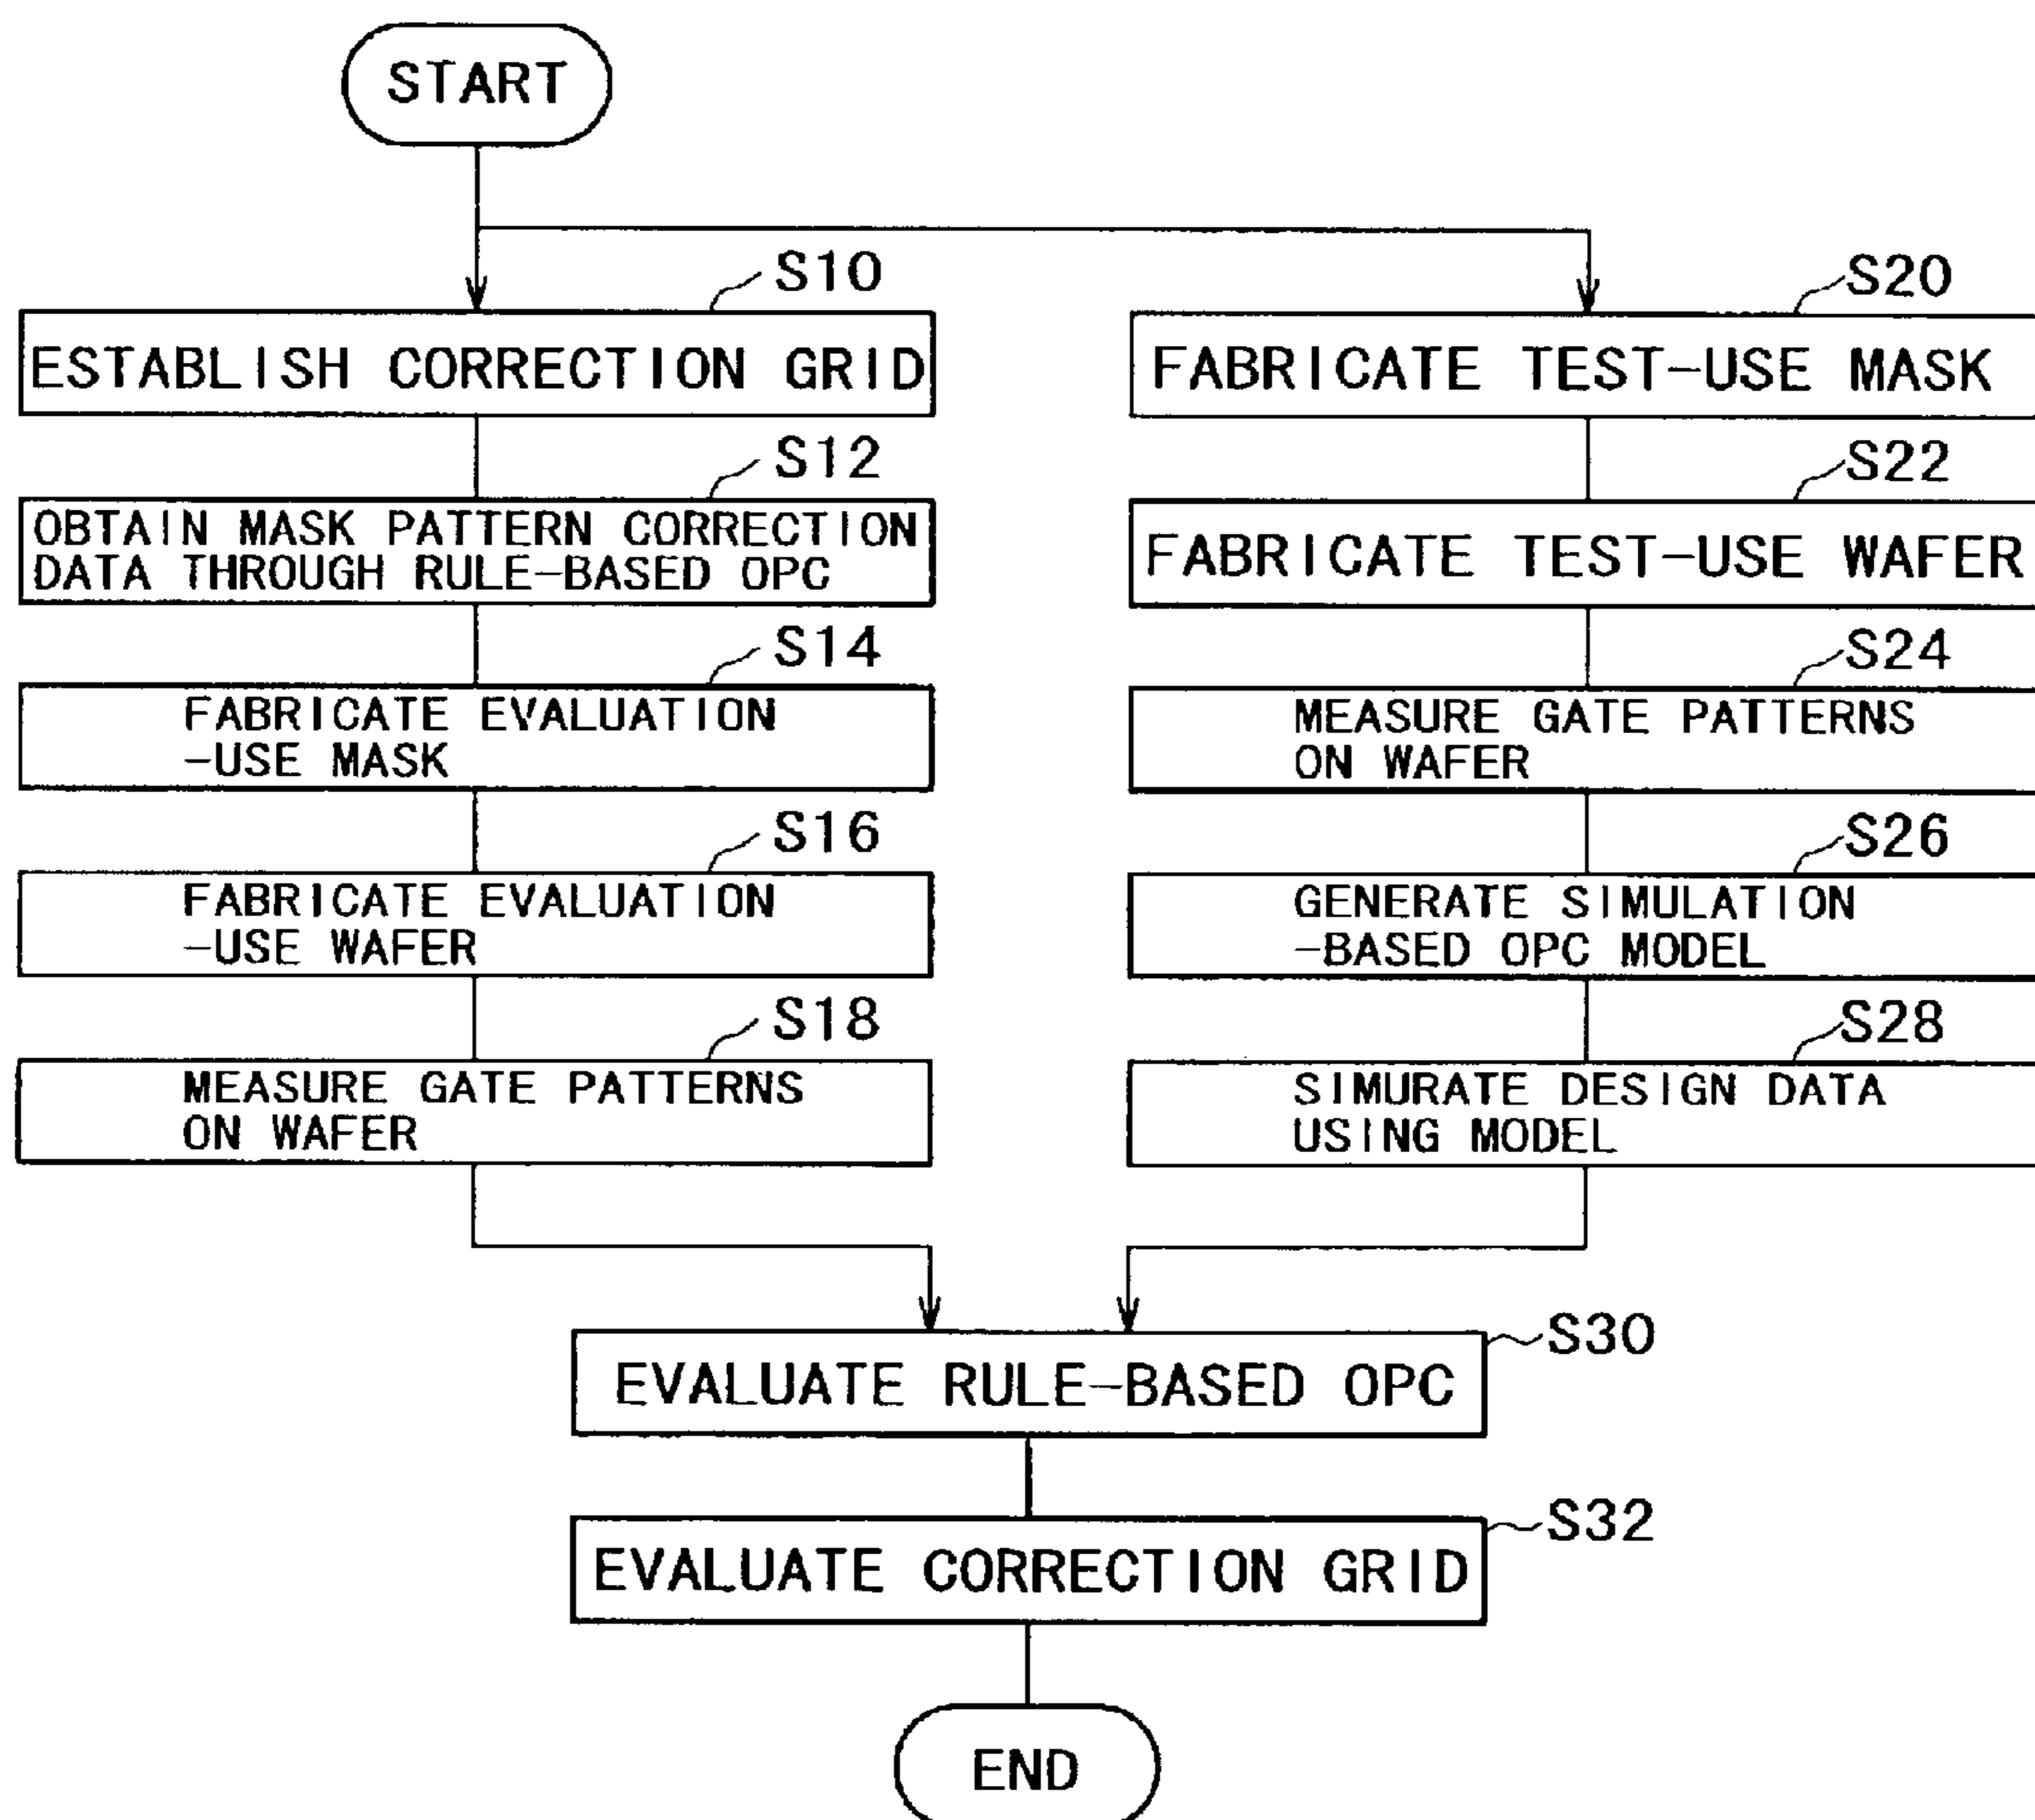 START
S10
ESTABLISH CORRECTION GRID
S12
OBTAIN MASK PATTERN CORRECTION
DATA THROUGH RULE-BASED OPC
S14
FABRICATE EVALUATION
-USE MASK
S16
FABRICATE EVALUATION
-USE WAFER
S18
MEASURE GATE PATTERNS
ON WAFER
S20
FABRICATE TEST-USE MASK
S22
FABRICATE TEST-USE WAFER
S24
MEASURE GATE PATTERNS
ON WAFER
S26
GENERATE SIMULATION
-BASED OPC MODEL
S28
SIMURATE DESIGN DATA
USING MODEL
S30
EVALUATE RULE-BASED OPC
S32
EVALUATE CORRECTION GRID
END